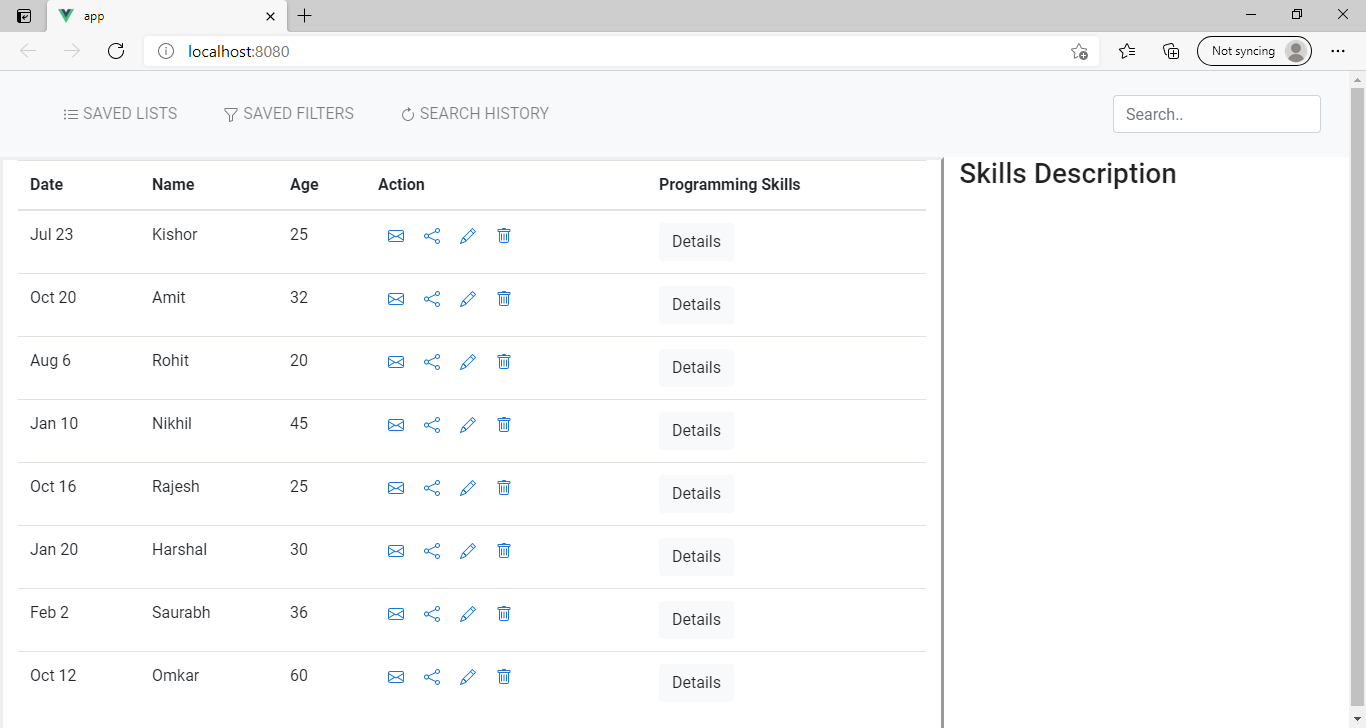 app
localhost:8080
Not syncing
SAVED LISTS SAVED FILTERS SEARCH HISTORY
Search..
Date Name Age Action Programming Skills
Jul 23 Kishor 25 Details
Oct 20 Amit 32 Details
Aug 6 Rohit 20 Details
Jan 10 Nikhil 45 Details
Oct 16 Rajesh 25 Details
Jan 20 Harshal 30 Details
Feb 2 Saurabh 36 Details
Oct 12 Omkar 60 Details
Skills Description